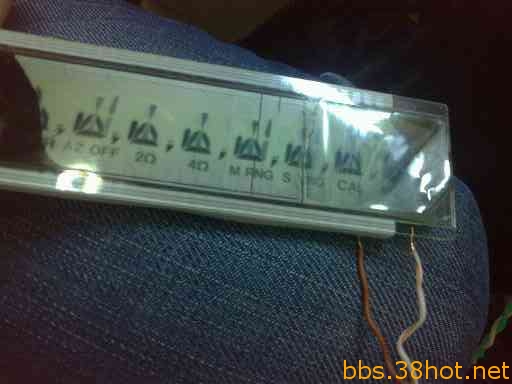 AZ OFF 2Ω 4Ω M RNG S CAL
bbs.38hot.net